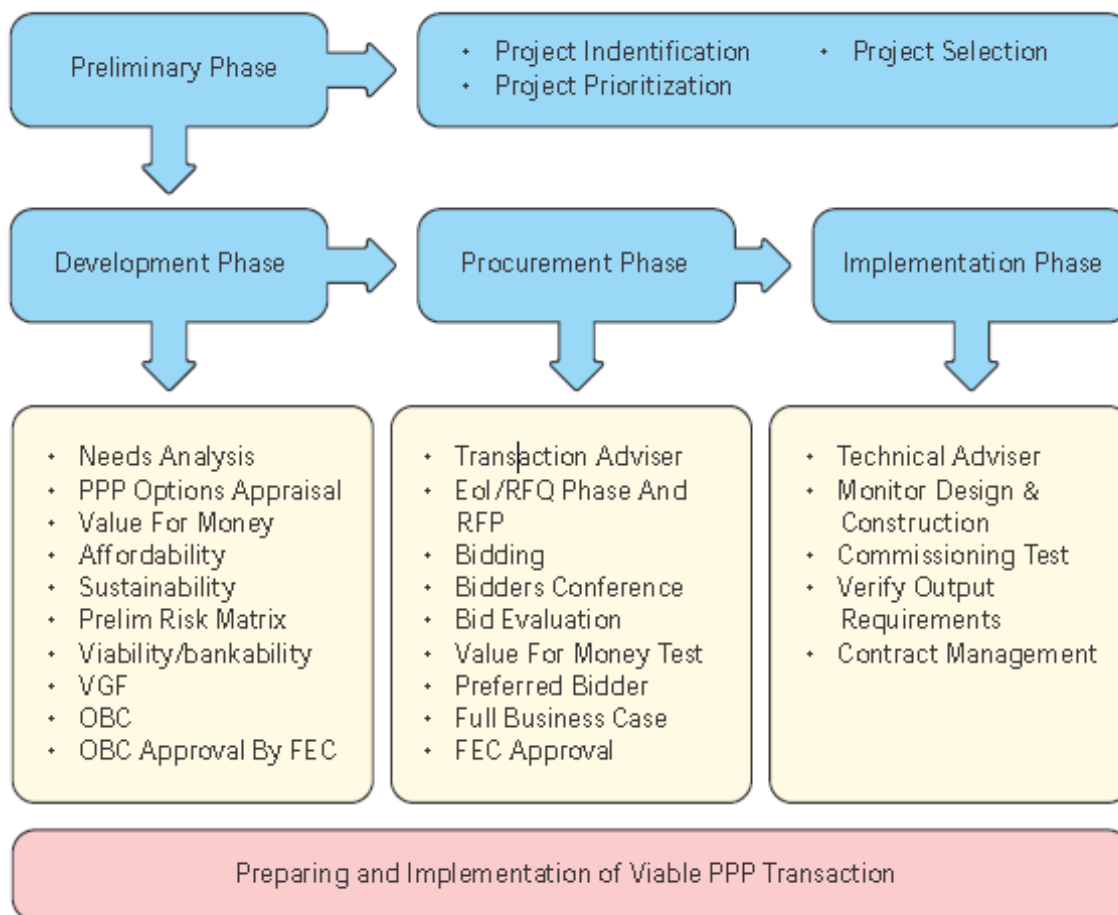 Preliminary Phase
• Project Indentification
• Project Selection
• Project Prioritization
Development Phase
Procurement Phase
Implementation Phase
• Needs Analysis
• PPP Options Appraisal
• Value For Money
• Affordability
• Sustainability
• Prelim Risk Matrix
• Viability/bankability
• VGF
• OBC
• OBC Approval By FEC
• Transaction Adviser
• EoI/RFQ Phase And
RFP
• Bidding
• Bidders Conference
• Bid Evaluation
• Value For Money Test
• Preferred Bidder
• Full Business Case
• FEC Approval
• Technical Adviser
• Monitor Design &
Construction
• Commissioning Test
• Verify Output
Requirements
• Contract Management
Preparing and Implementation of Viable PPP Transaction